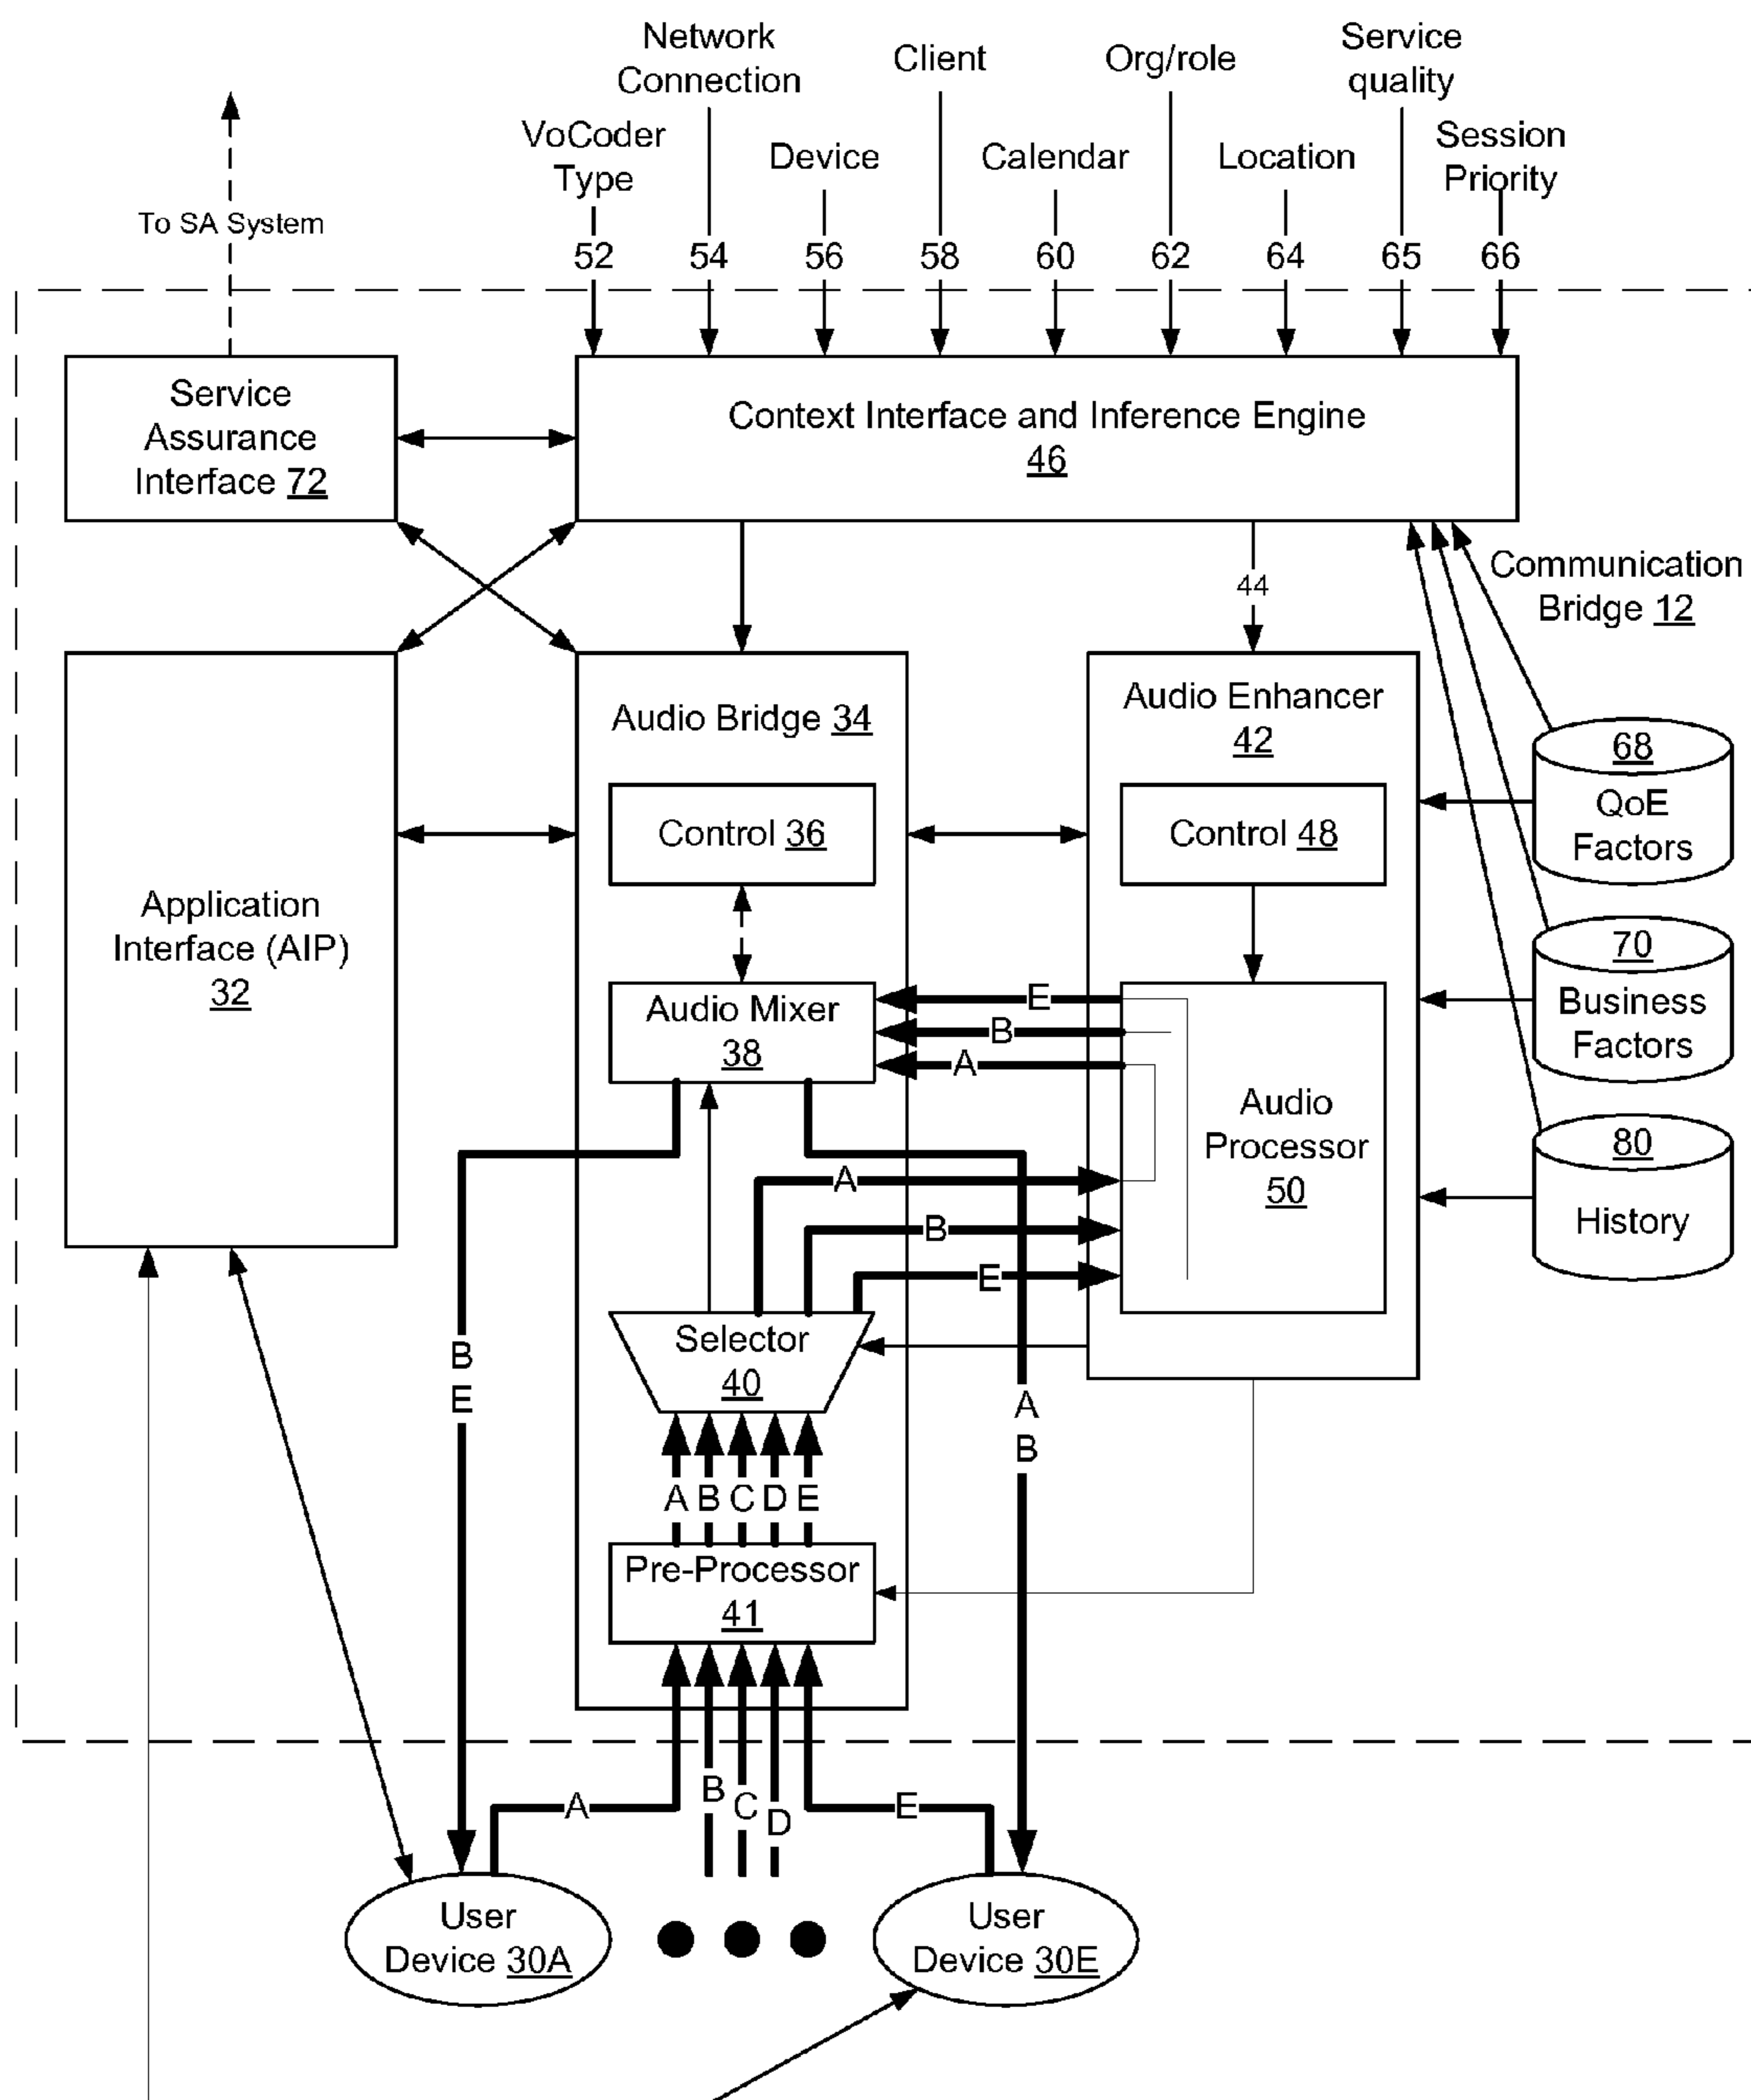 Network
Connection
Client
Org/role
Service
quality
VoCoder
Type
Device
Calendar
Location
Session
Priority
To SA System
52
54
56
58
60
62
64
65
66
Service
Assurance
Interface 72
Context Interface and Inference Engine
46
44
Communication
Bridge 12
Audio Bridge 34
Audio Enhancer
42
68
QoE
Factors
Control 36
Control 48
Application
Interface (AIP)
32
70
Business
Factors
Audio Mixer
38
E
B
A
Audio
Processor
50
80
History
A
B
E
Selector
40
B
E
A
B
A B C D E
Pre-Processor
41
A
B
C
D
E
User
Device 30A
User
Device 30E